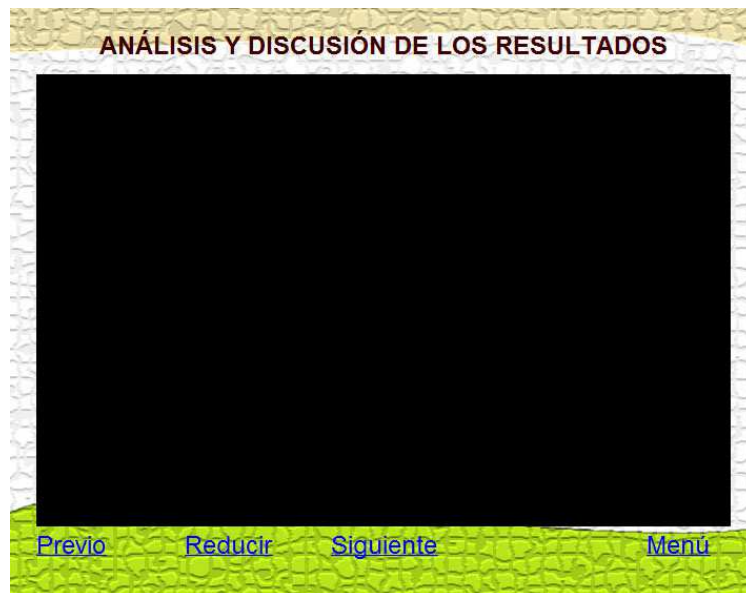 ANÁLISIS Y DISCUSIÓN DE LOS RESULTADOS
Previo Reducir Siguiente Menú